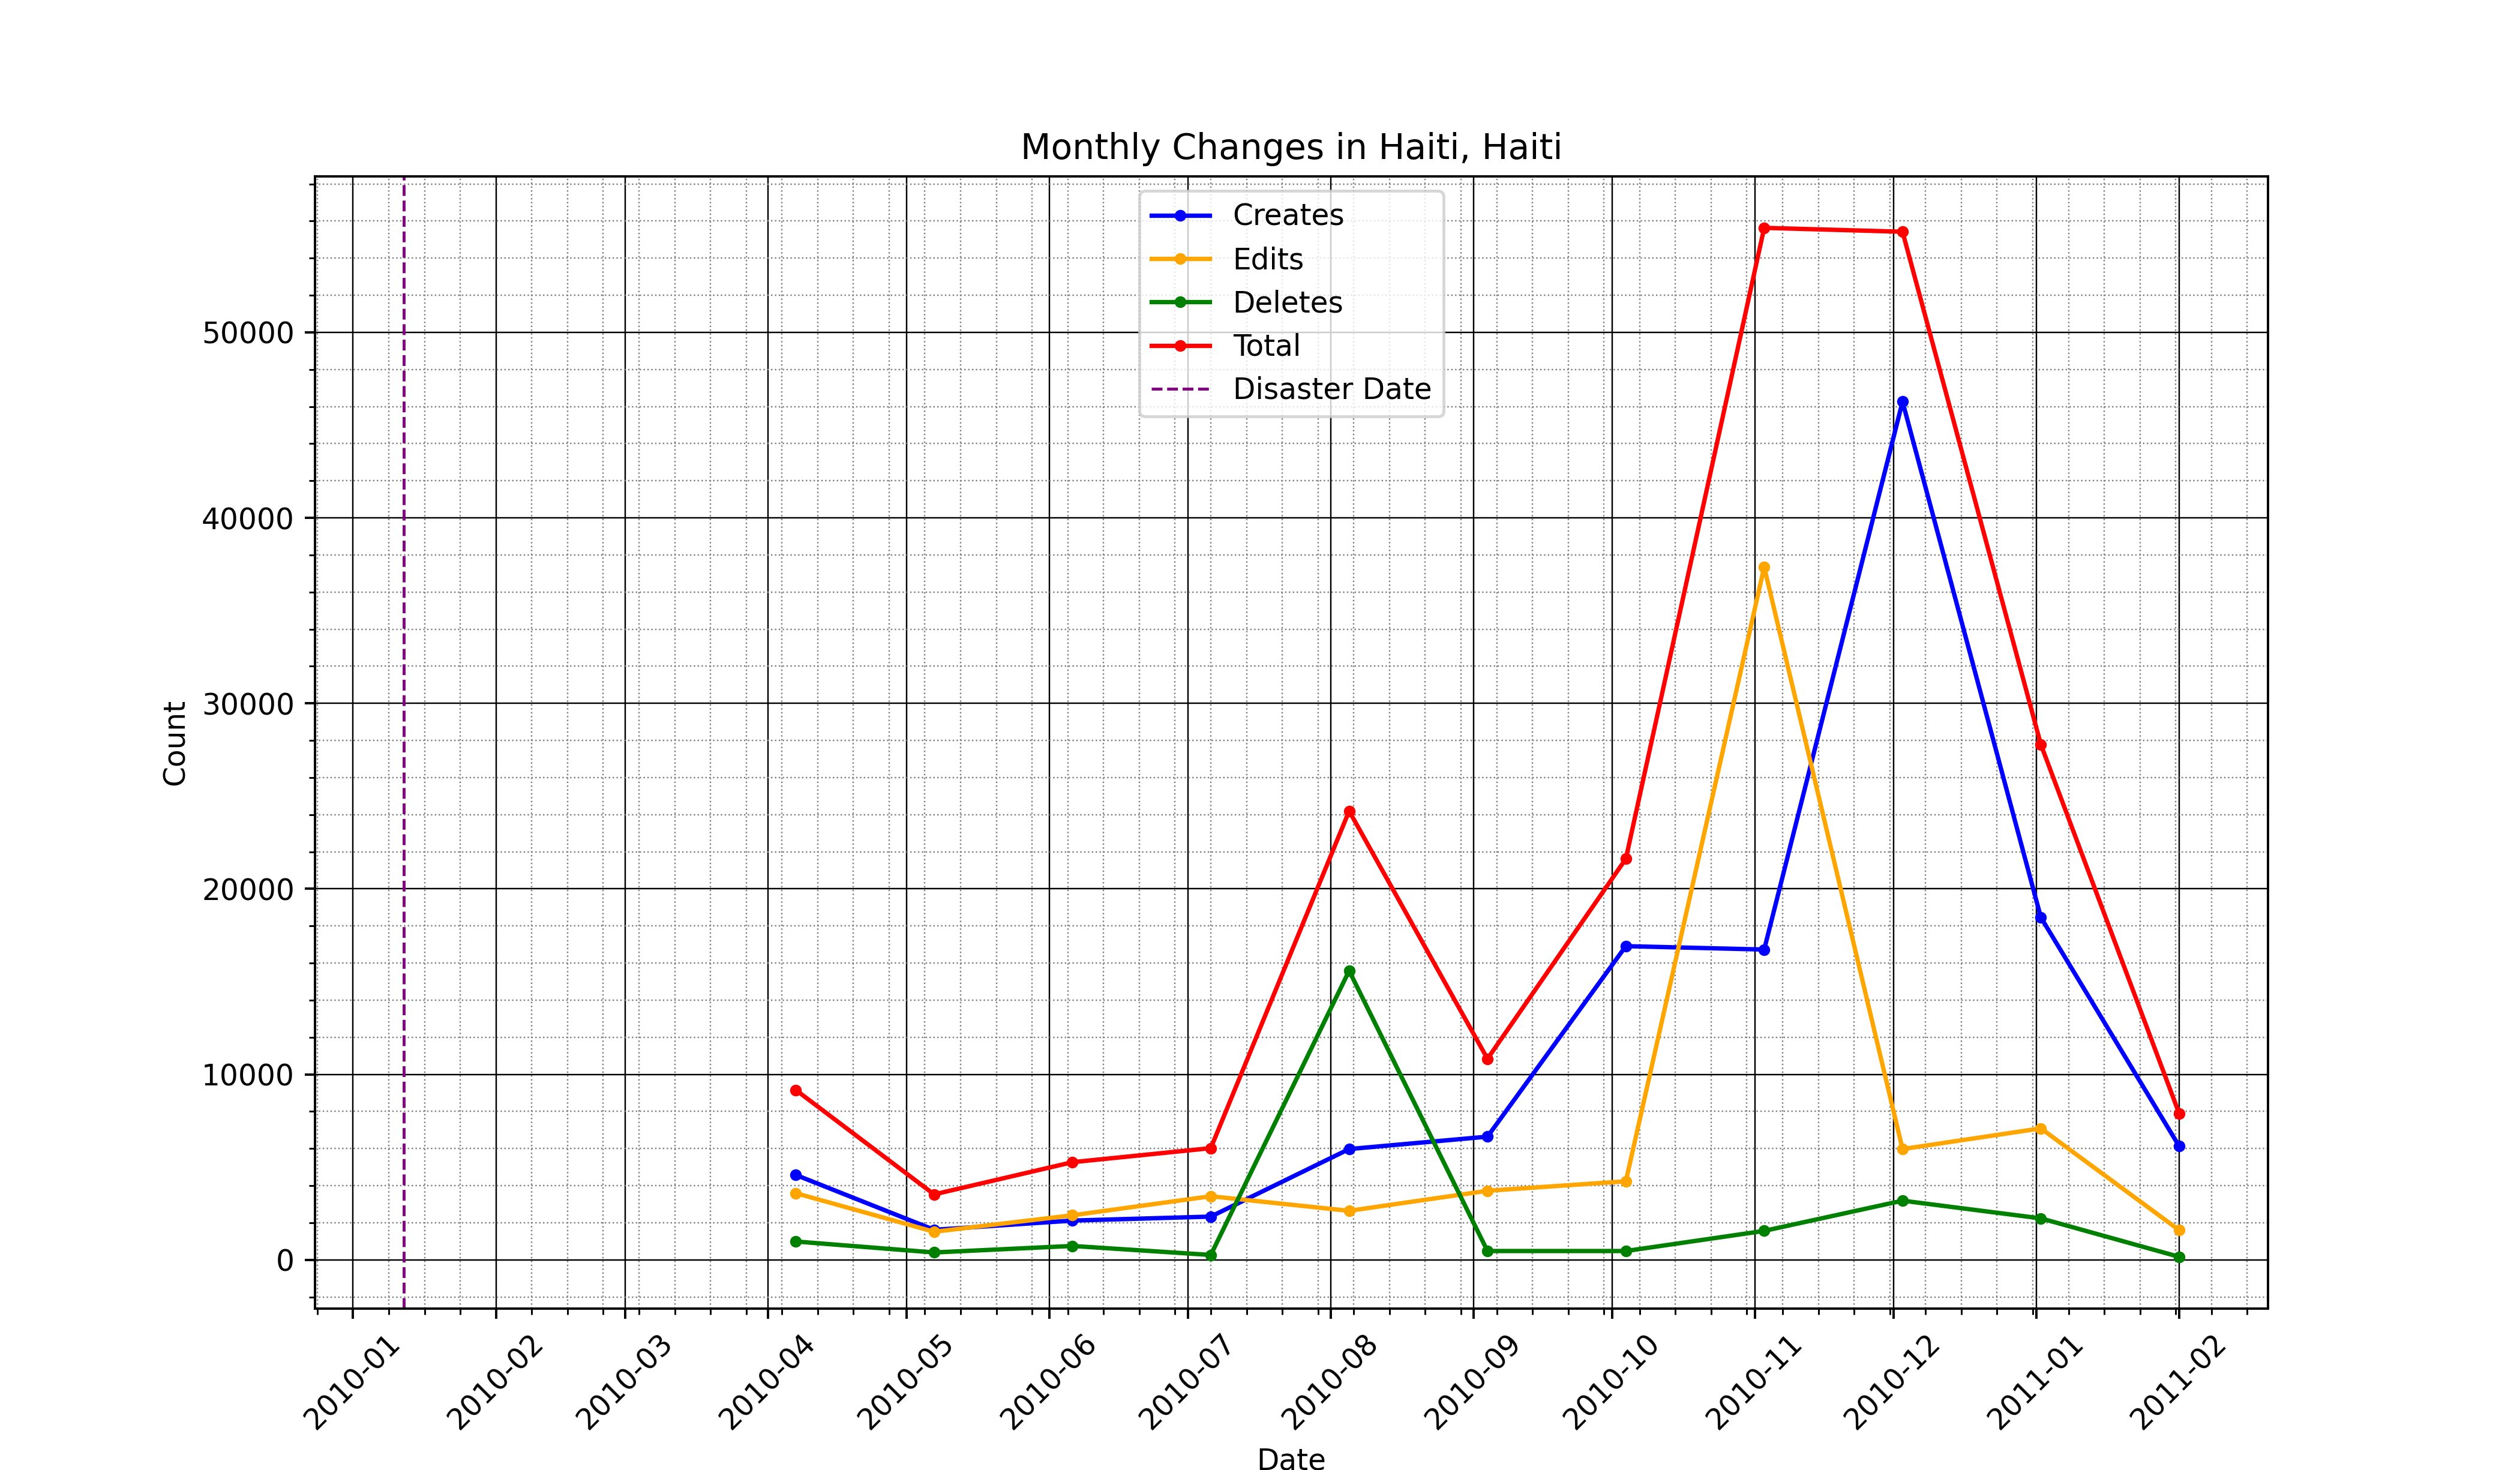 Monthly Changes in Haiti, Haiti
Creates
Edits
Deletes
Total
Disaster Date
Count
50000
40000
30000
20000
10000
0
2010-01
2010-02
2010-03
2010-04
2010-05
2010-06
2010-07
2010-08
2010-09
2010-10
2010-11
2010-12
2011-01
2011-02
Date